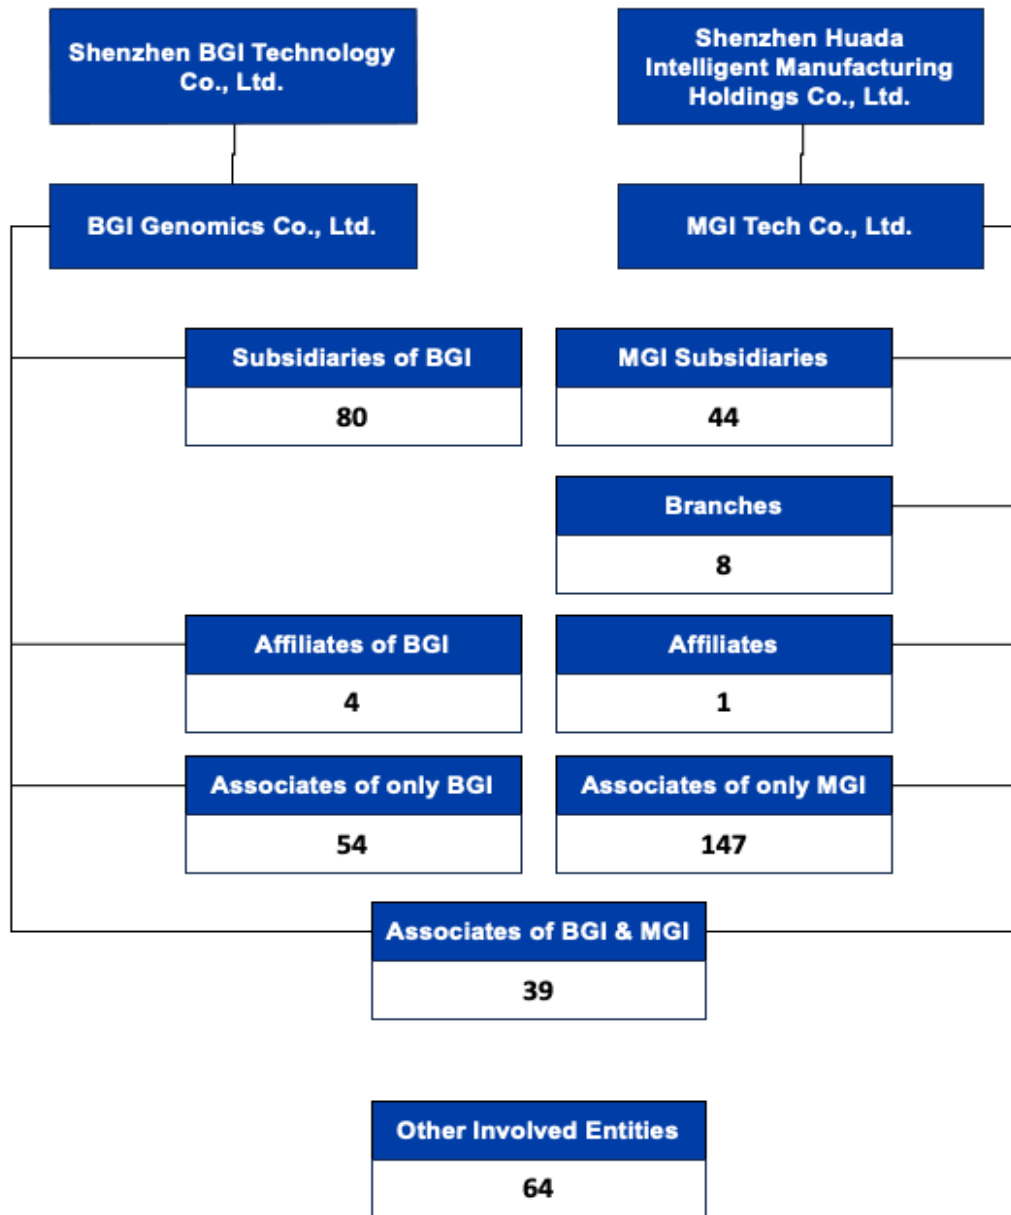 Shenzhen BGI Technology
Co., Ltd.
Shenzhen Huada
Intelligent Manufacturing
Holdings Co., Ltd.
BGI Genomics Co., Ltd.
MGI Tech Co., Ltd.
Subsidiaries of BGI
80
MGI Subsidiaries
44
Branches
8
Affiliates of BGI
4
Affiliates
1
Associates of only BGI
54
Associates of only MGI
147
Associates of BGI & MGI
39
Other Involved Entities
64